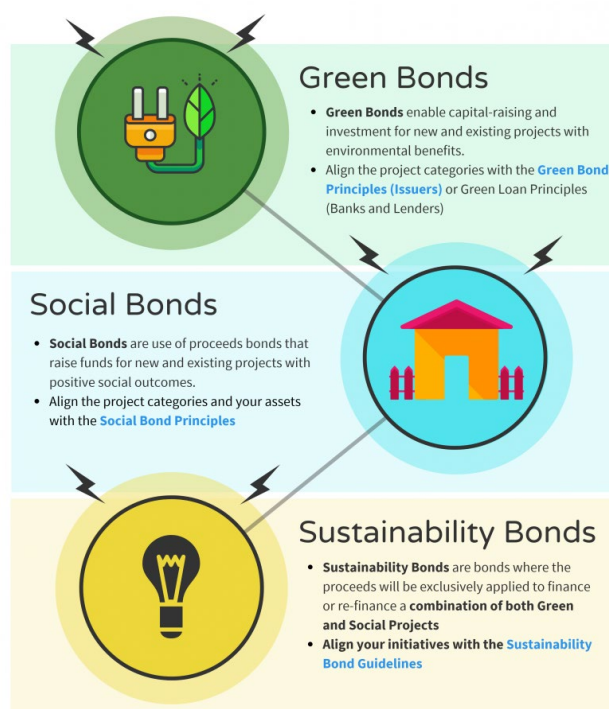 Green Bonds
Green Bonds enable capital-raising and
investment for new and existing projects with
environmental benefits.
Align the project categories with the Green Bond
Principles (Issuers) or Green Loan Principles
(Banks and Lenders)
Social Bonds
Social Bonds are use of proceeds bonds that
raise funds for new and existing projects with
positive social outcomes.
Align the project categories and your assets
with the Social Bond Principles
Sustainability Bonds
Sustainability Bonds are bonds where the
proceeds will be exclusively applied to finance
or re-finance a combination of both Green
and Social Projects
Align your initiatives with the Sustainability
Bond Guidelines